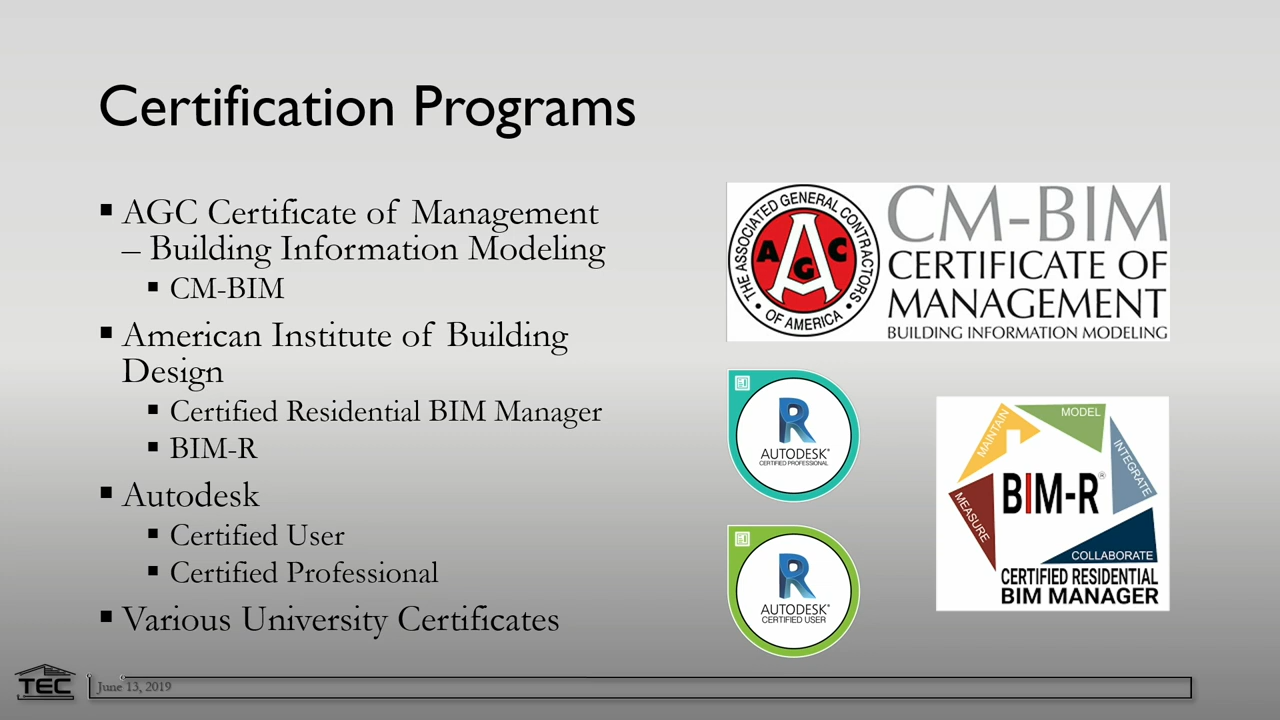 Certification Programs
▪ AGC Certificate of Management
– Building Information Modeling
▪ CM-BIM
▪ American Institute of Building
Design
▪ Certified Residential BIM Manager
▪ BIM-R
▪ Autodesk
▪ Certified User
▪ Certified Professional
▪ Various University Certificates
THE ASSOCIATED GENERAL CONTRACTORS
• OF AMERICA •
AGC
CM-BIM
CERTIFICATE OF
MANAGEMENT
BUILDING INFORMATION MODELING
R
AUTODESK®
CERTIFIED PROFESSIONAL
R
AUTODESK®
CERTIFIED USER
MAINTAIN
MODEL
INTEGRATE
MEASURE
COLLABORATE
BIM-R®
CERTIFIED RESIDENTIAL
BIM MANAGER
TEC
June 13, 2019